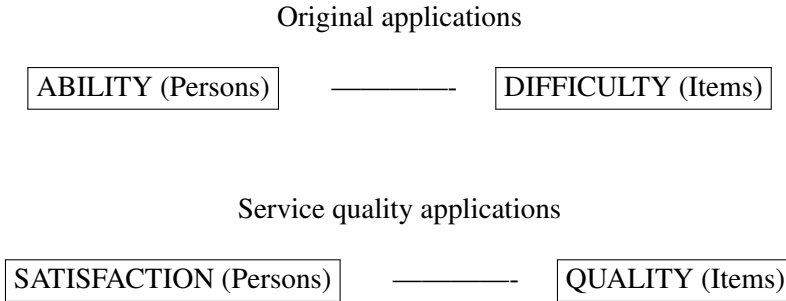 Original applications
ABILITY (Persons) ————- DIFFICULTY (Items)
Service quality applications
SATISFACTION (Persons) ————- QUALITY (Items)